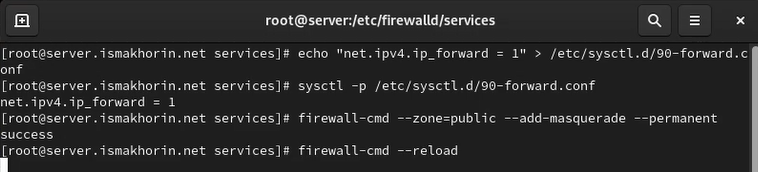 root@server:/etc/firewalld/services
[root@server.ismakhorin.net services]# echo "net.ipv4.ip_forward = 1" > /etc/sysctl.d/90-forward.c
onf
[root@server.ismakhorin.net services]# sysctl -p /etc/sysctl.d/90-forward.conf
net.ipv4.ip_forward = 1
[root@server.ismakhorin.net services]# firewall-cmd --zone=public --add-masquerade --permanent
success
[root@server.ismakhorin.net services]# firewall-cmd --reload